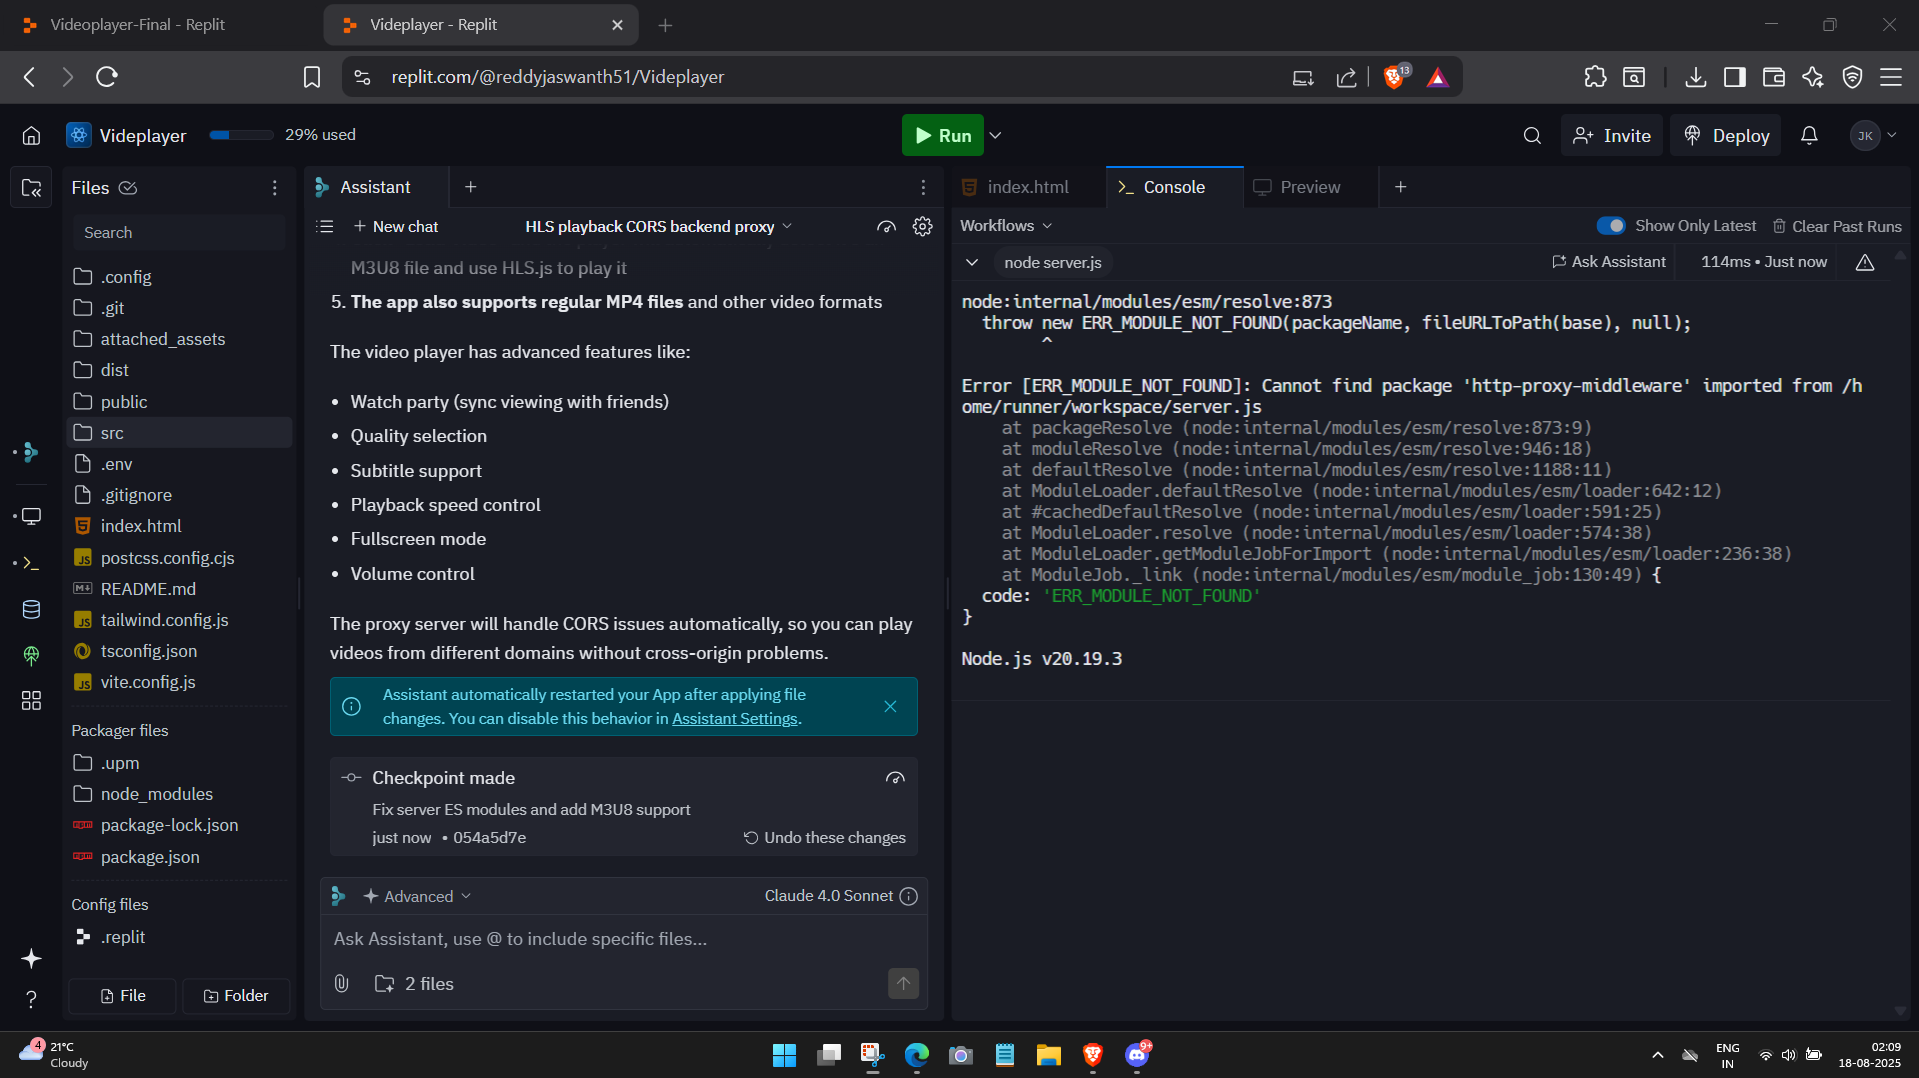 Videoplayer-Final - Replit
Videplayer - Replit
replit.com/@reddyjaswanth51/Videplayer
13
Videplayer
29% used
Run
Invite
Deploy
JK
Files
Search
.config
.git
attached_assets
dist
public
src
.env
.gitignore
index.html
postcss.config.cjs
README.md
tailwind.config.js
tsconfig.json
vite.config.js
Packager files
.upm
node_modules
package-lock.json
package.json
Config files
.replit
File
Folder
Assistant
New chat
HLS playback CORS backend proxy
M3U8 file and use HLS.js to play it
5. The app also supports regular MP4 files and other video formats
The video player has advanced features like:
• Watch party (sync viewing with friends)
• Quality selection
• Subtitle support
• Playback speed control
• Fullscreen mode
• Volume control
The proxy server will handle CORS issues automatically, so you can play
videos from different domains without cross-origin problems.
Assistant automatically restarted your App after applying file
changes. You can disable this behavior in Assistant Settings.
Checkpoint made
Fix server ES modules and add M3U8 support
just now • 054a5d7e
Undo these changes
Advanced
Claude 4.0 Sonnet
Ask Assistant, use @ to include specific files...
2 files
index.html
Console
Preview
Workflows
Show Only Latest
Clear Past Runs
node server.js
Ask Assistant
114ms • Just now
node:internal/modules/esm/resolve:873
throw new ERR_MODULE_NOT_FOUND(packageName, fileURLToPath(base), null);
^
Error [ERR_MODULE_NOT_FOUND]: Cannot find package 'http-proxy-middleware' imported from /h
ome/runner/workspace/server.js
at packageResolve (node:internal/modules/esm/resolve:873:9)
at moduleResolve (node:internal/modules/esm/resolve:946:18)
at defaultResolve (node:internal/modules/esm/resolve:1188:11)
at ModuleLoader.defaultResolve (node:internal/modules/esm/loader:642:12)
at #cachedDefaultResolve (node:internal/modules/esm/loader:591:25)
at ModuleLoader.resolve (node:internal/modules/esm/loader:574:38)
at ModuleLoader.getModuleJobForImport (node:internal/modules/esm/loader:236:38)
at ModuleJob._link (node:internal/modules/esm/module_job:130:49) {
code: 'ERR_MODULE_NOT_FOUND'
}
Node.js v20.19.3
4
21°C
Cloudy
9+
ENG
IN
02:09
18-08-2025